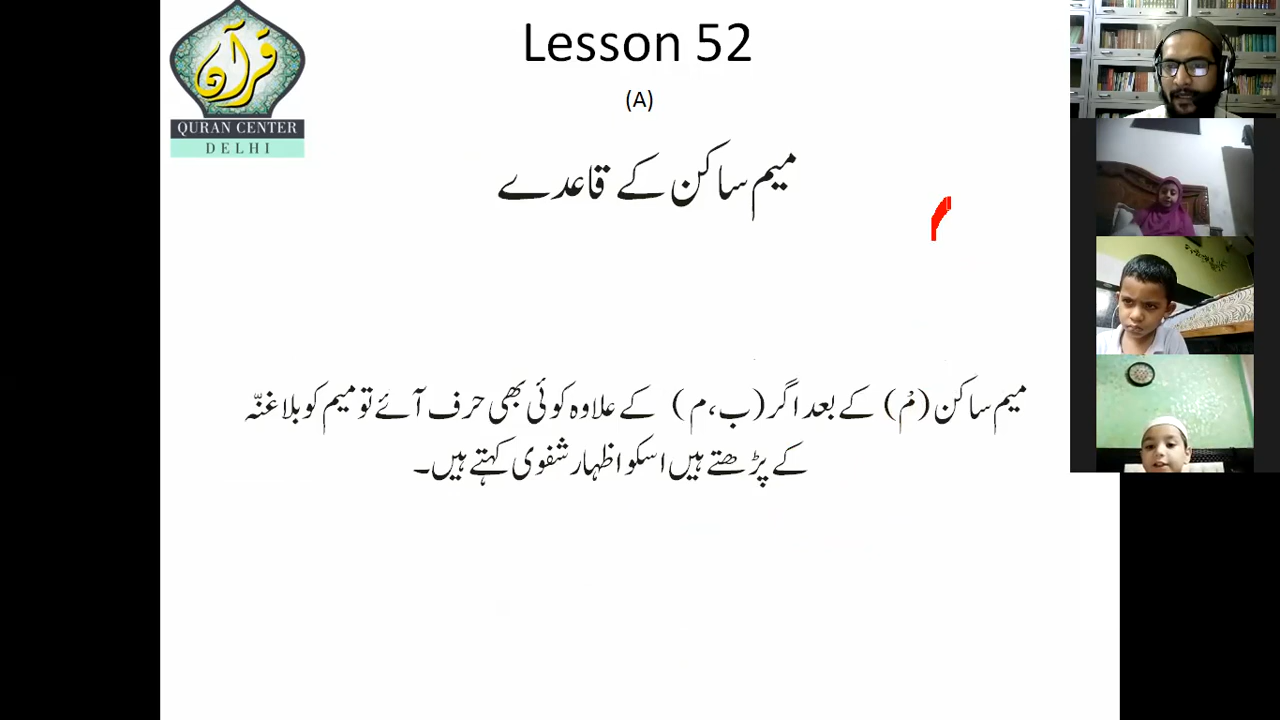 قرآن
QURAN CENTER
DELHI
Lesson 52
(A)
میم ساکن کے قاعدے
میم ساکن (مْ) کے بعد اگر (ب،م) کے علاوہ کوئی بھی حرف آئے تو میم کو بلا غنّہ
کے پڑھتے ہیں اسکو اظہار شفوی کہتے ہیں۔